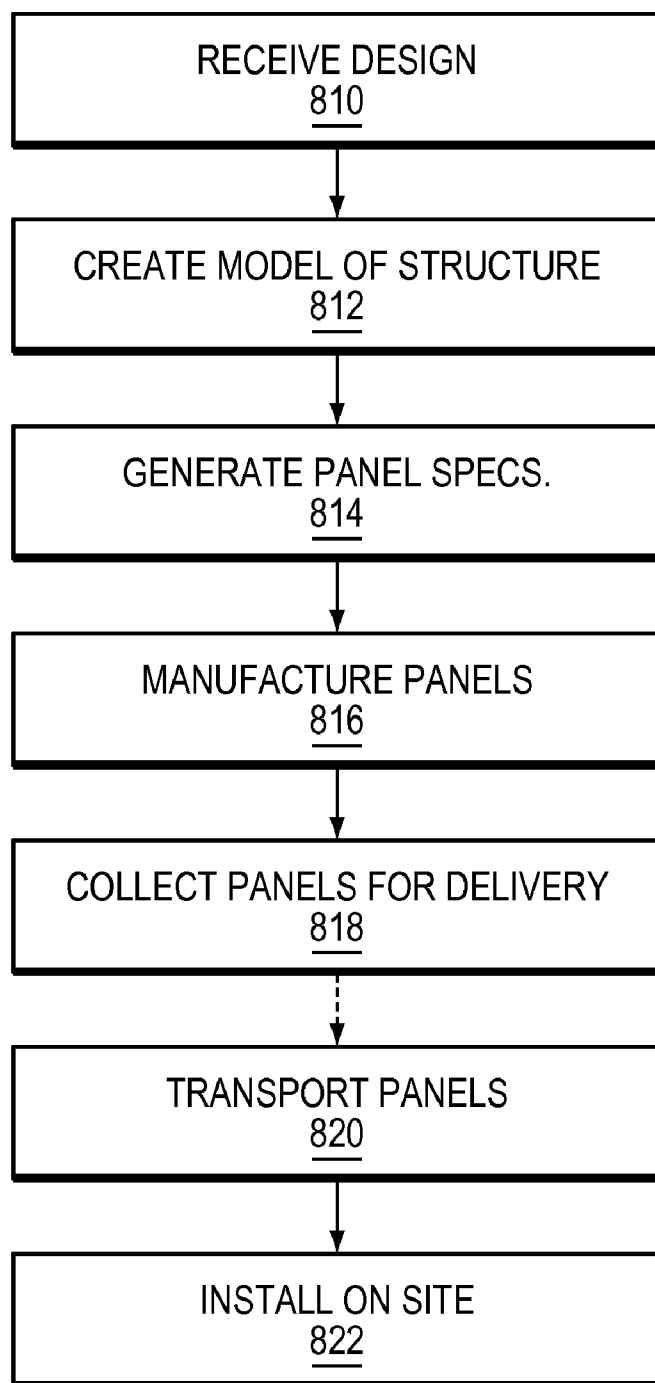 RECEIVE DESIGN
810
CREATE MODEL OF STRUCTURE
812
GENERATE PANEL SPECS.
814
MANUFACTURE PANELS
816
COLLECT PANELS FOR DELIVERY
818
TRANSPORT PANELS
820
INSTALL ON SITE
822